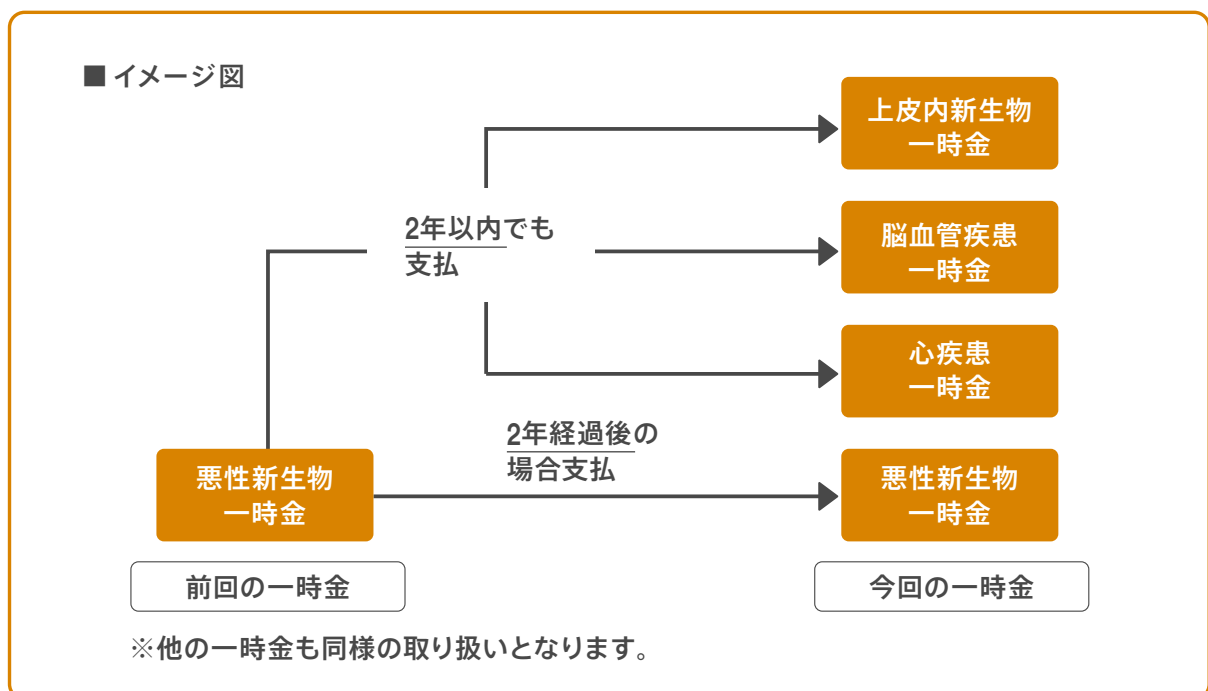 ■ イメージ図
上皮内新生物
一時金
2年以内でも
支払
脳血管疾患
一時金
心疾患
一時金
2年経過後の
場合支払
悪性新生物
一時金
悪性新生物
一時金
前回の一時金
今回の一時金
※他の一時金も同様の取り扱いとなります。